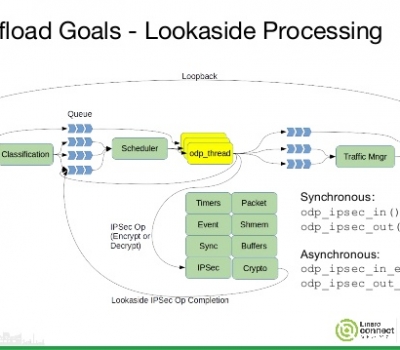 fload Goals - Lookaside Processing
Loopback
Queue
Classification
Scheduler
odp_thread
Traffic Mngr
IPSec Op
(Encrypt or
Decrypt)
Timers
Packet
Event
Shmem
Sync
Buffers
IPSec
Crypto
Lookaside IPSec Op Completion
Synchronous:
odp_ipsec_in()
odp_ipsec_out(
Asynchronous:
odp_ipsec_in_e
odp_ipsec_out_
Linaro
connect